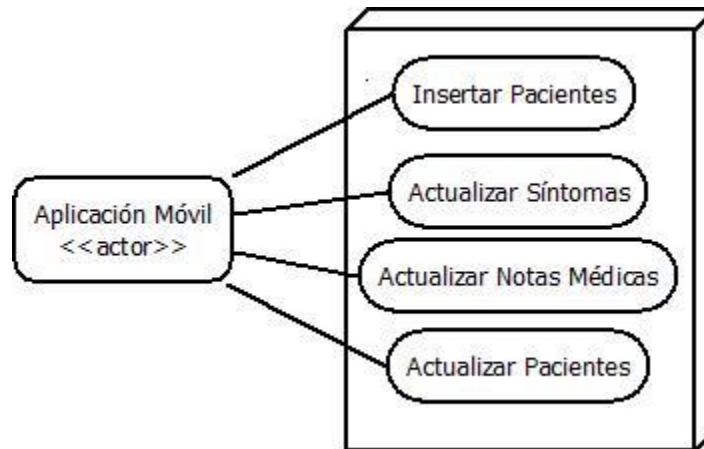 Insertar Pacientes
Actualizar Síntomas
Aplicación Móvil
<<actor>>
Actualizar Notas Médicas
Actualizar Pacientes